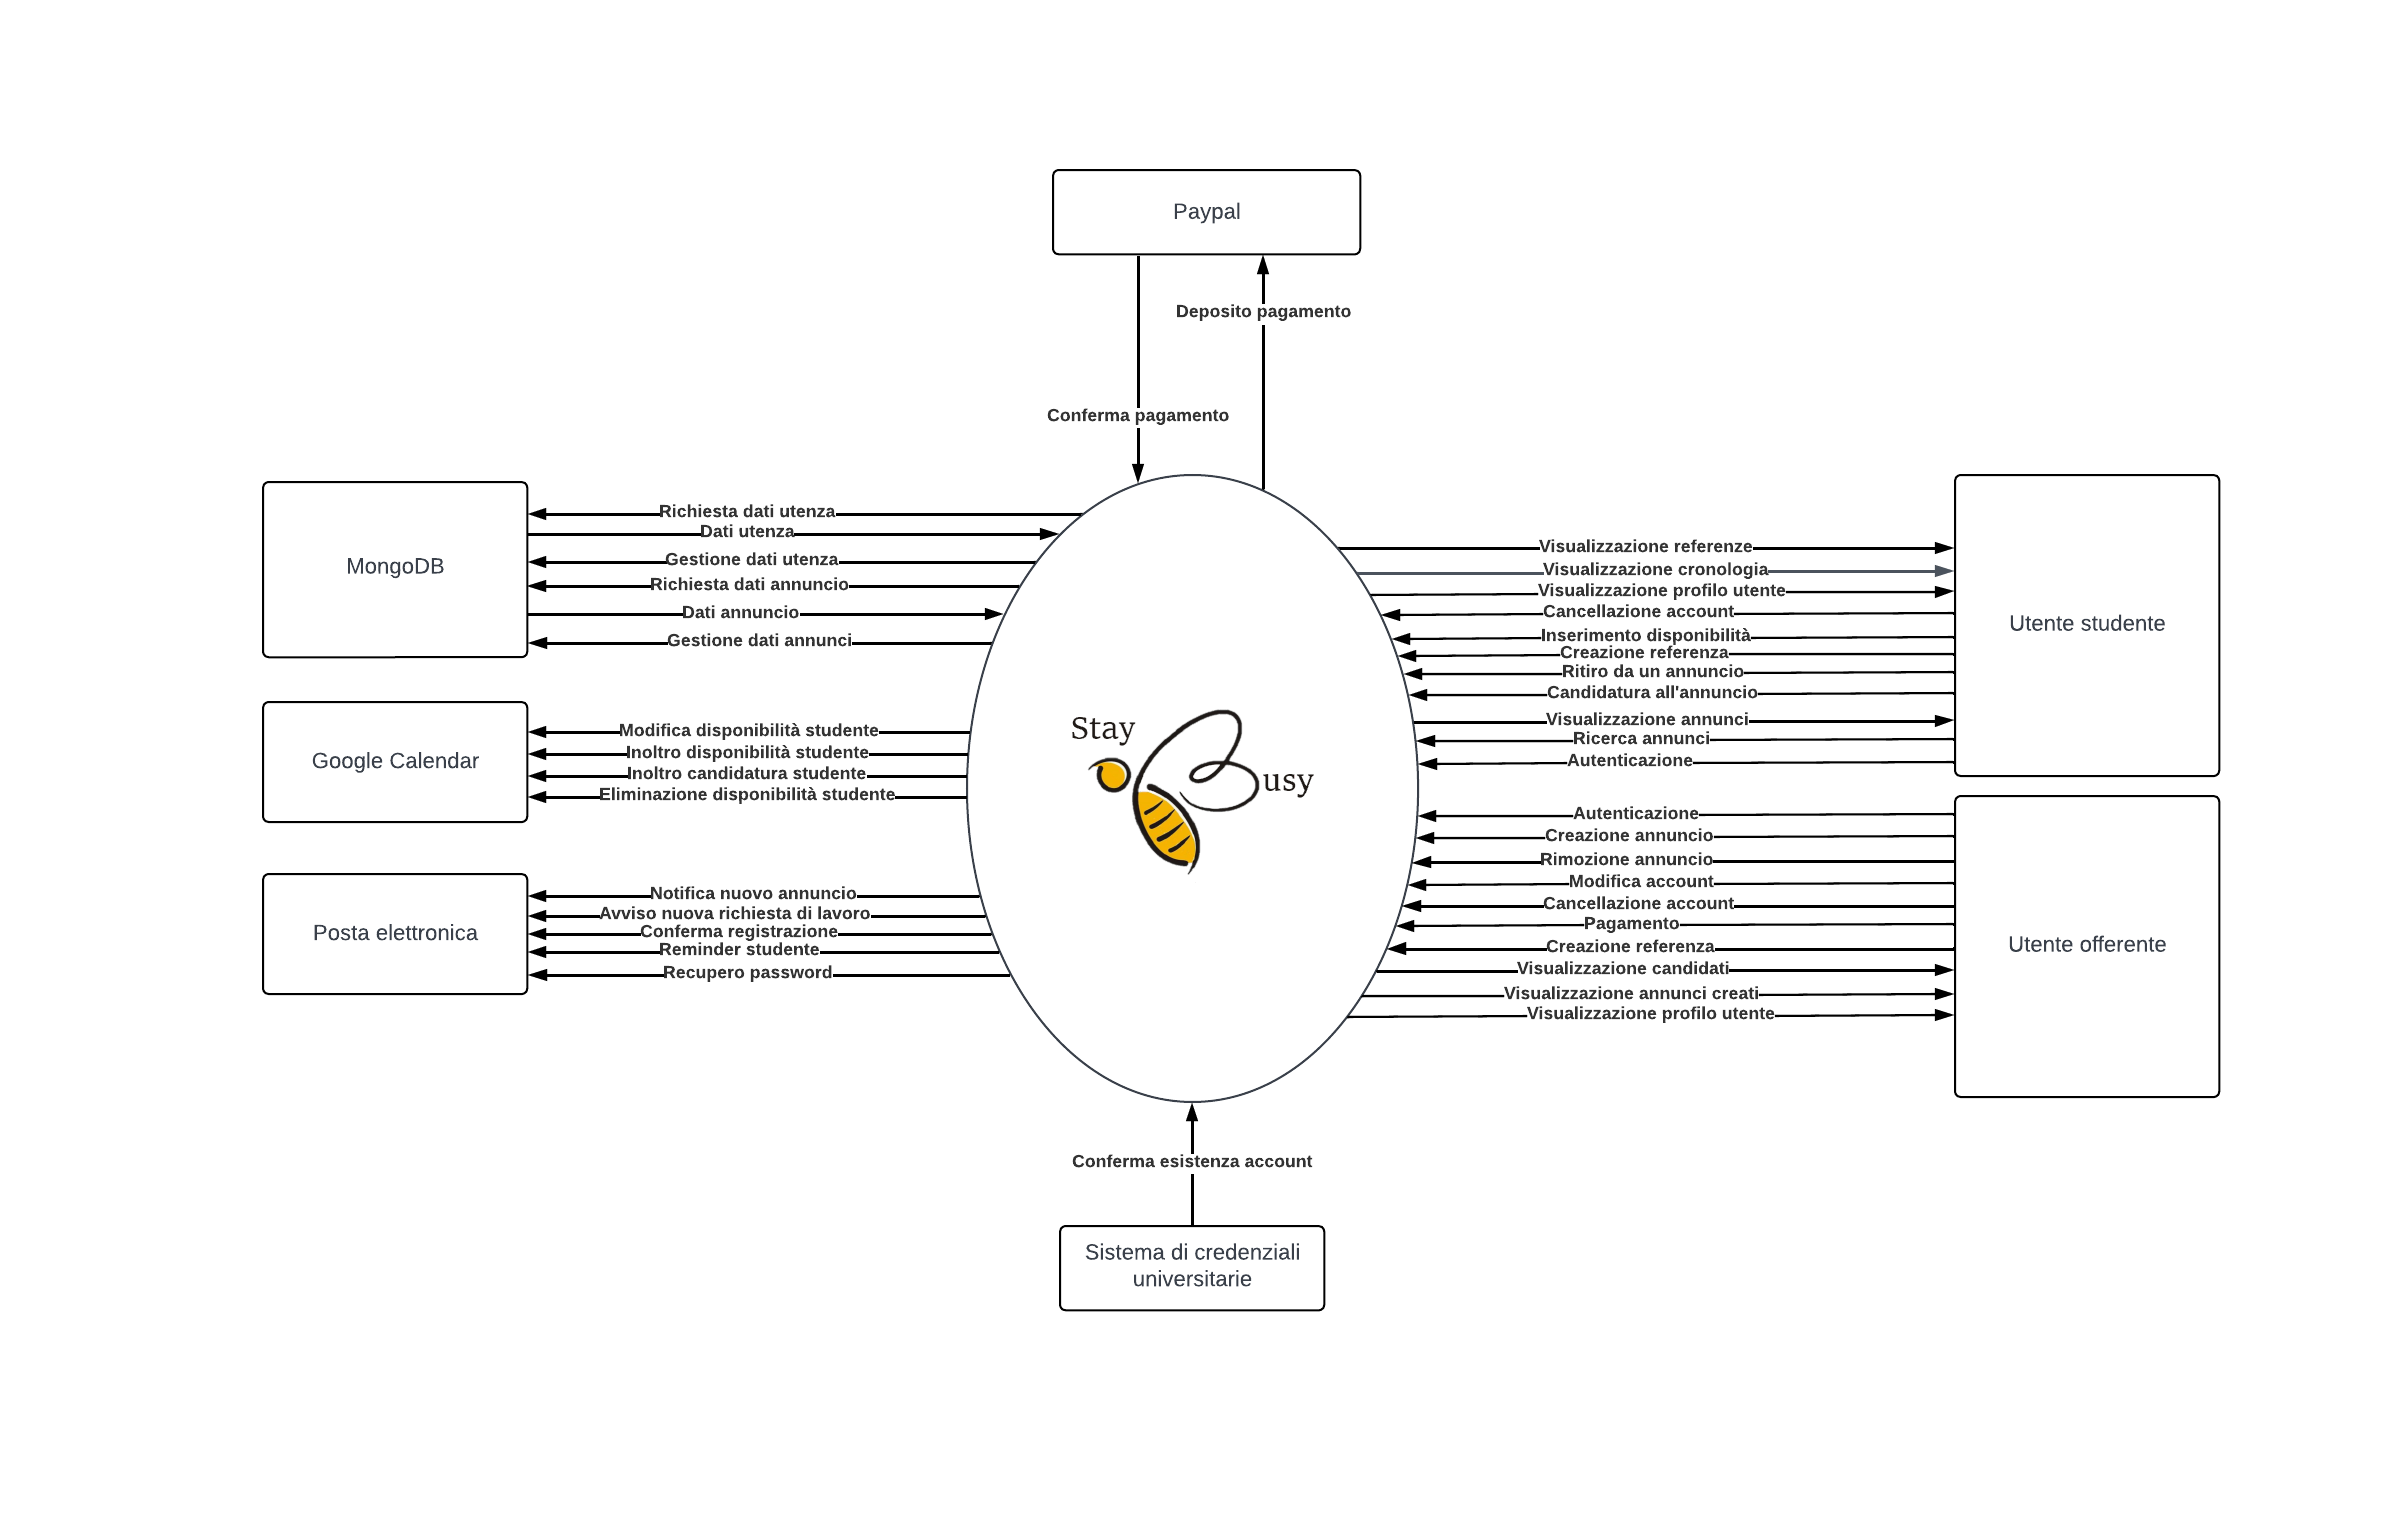 Paypal
Deposito pagamento
Conferma pagamento
MongoDB
Richiesta dati utenza
Dati utenza
Gestione dati utenza
Richiesta dati annuncio
Dati annuncio
Gestione dati annunci
Google Calendar
Modifica disponibilità studente
Inoltro disponibilità studente
Inoltro candidatura studente
Eliminazione disponibilità studente
Posta elettronica
Notifica nuovo annuncio
Avviso nuova richiesta di lavoro
Conferma registrazione
Reminder studente
Recupero password
Stay
usy
Visualizzazione referenze
Visualizzazione cronologia
Visualizzazione profilo utente
Cancellazione account
Inserimento disponibilità
Creazione referenza
Ritiro da un annuncio
Candidatura all'annuncio
Visualizzazione annunci
Ricerca annunci
Autenticazione
Utente studente
Autenticazione
Creazione annuncio
Rimozione annuncio
Modifica account
Cancellazione account
Pagamento
Creazione referenza
Visualizzazione candidati
Visualizzazione annunci creati
Visualizzazione profilo utente
Utente offerente
Conferma esistenza account
Sistema di credenziali
universitarie